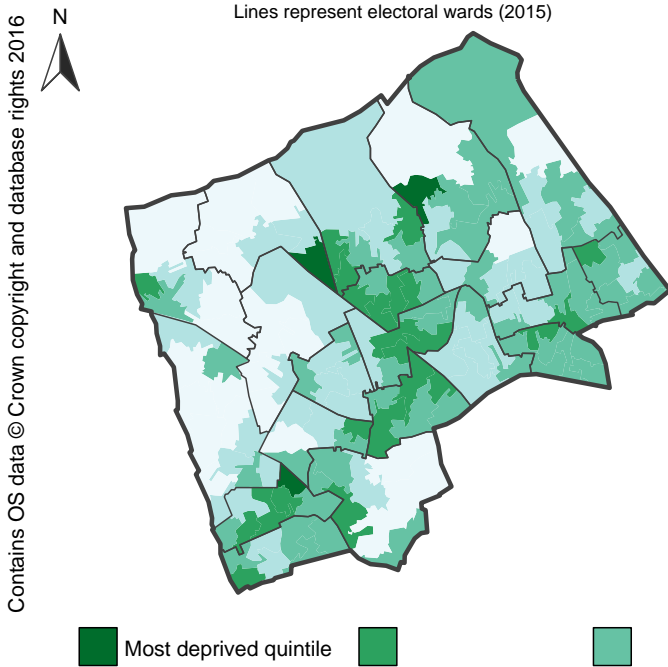 Lines represent electoral wards (2015)
Contains OS data © Crown copyright and database rights 2016
N
Most deprived quintile